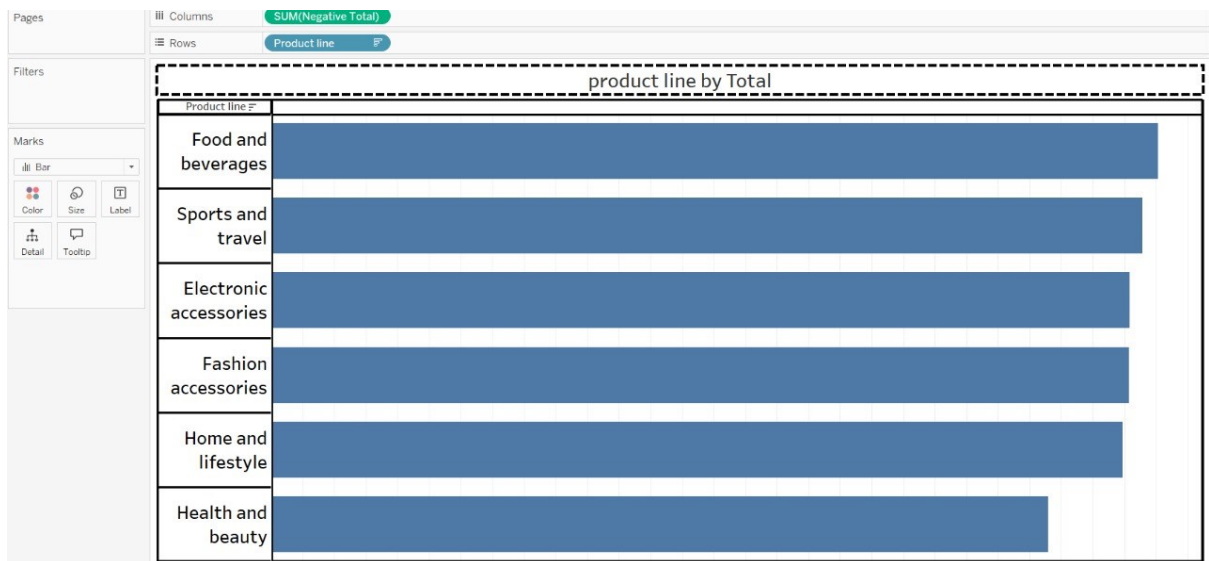 Pages
Columns
SUM(Negative Total)
Rows
Product line
Filters
product line by Total
Product line
Marks
Bar
Color
Size
Label
Detail
Tooltip
Food and
beverages
Sports and
travel
Electronic
accessories
Fashion
accessories
Home and
lifestyle
Health and
beauty